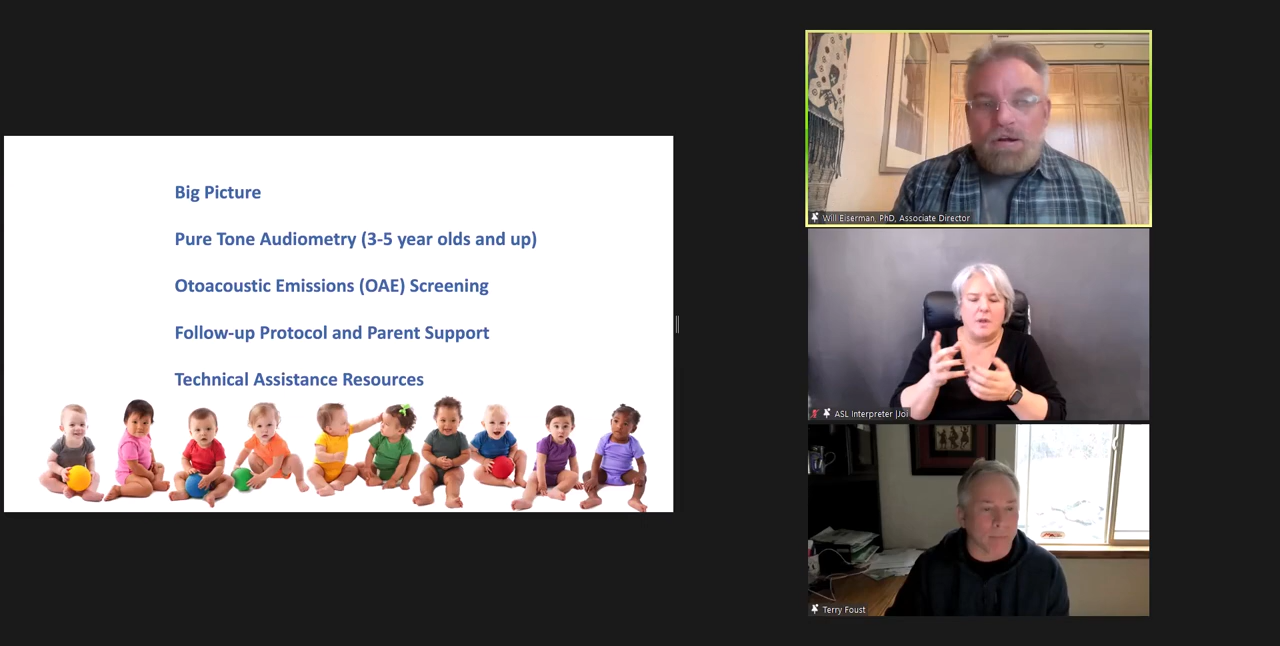 Big Picture
Pure Tone Audiometry (3-5 year olds and up)
Otoacoustic Emissions (OAE) Screening
Follow-up Protocol and Parent Support
Technical Assistance Resources
Will Eiserman, PhD, Associate Director
ASL Interpreter |Joi
Terry Foust